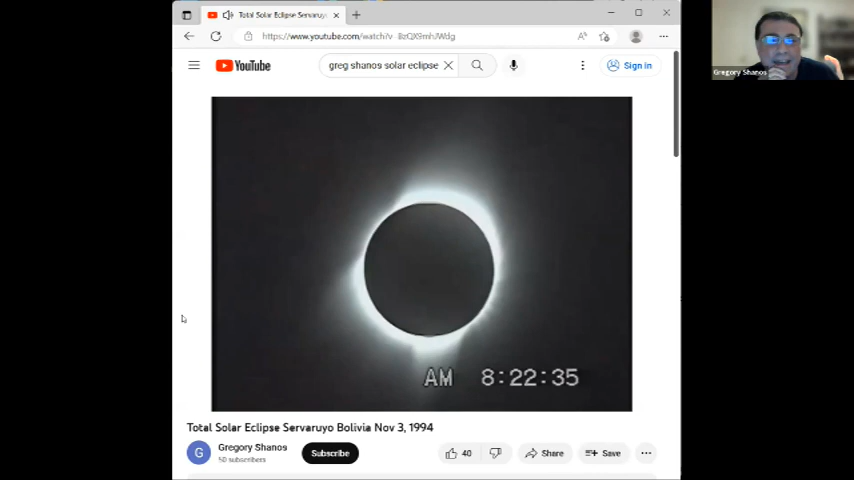 Total Solar Eclipse Servaruyo
YouTube
greg shanos solar eclipse
Sign in
Gregory Shanos
AM 8:22:35
Total Solar Eclipse Servaruyo Bolivia Nov 3, 1994
G
Gregory Shanos
50 subscribers
Subscribe
40
Share
Save